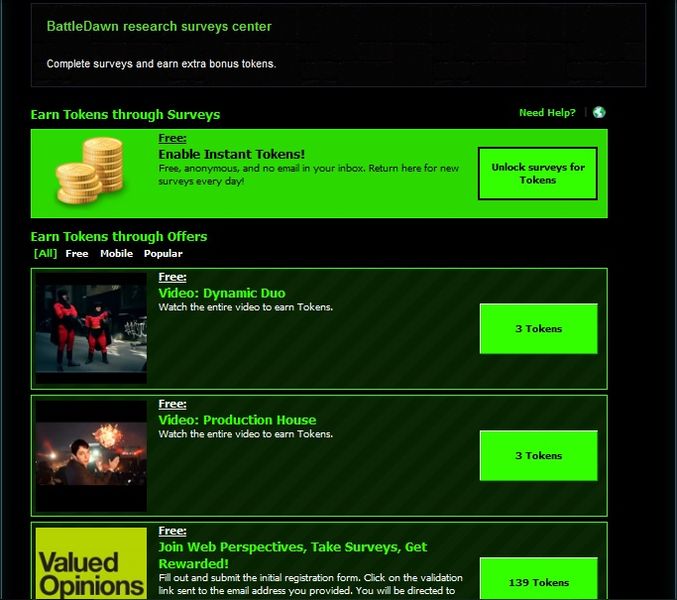 BattleDawn research surveys center
Complete surveys and earn extra bonus tokens.
Earn Tokens through Surveys
Need Help? |
Free:
Enable Instant Tokens!
Free, anonymous, and no email in your inbox. Return here for new
surveys every day!
Unlock surveys for
Tokens
Earn Tokens through Offers
[All] Free Mobile Popular
Free:
Video: Dynamic Duo
Watch the entire video to earn Tokens.
3 Tokens
Free:
Video: Production House
Watch the entire video to earn Tokens.
3 Tokens
Valued
Opinions
Free:
Join Web Perspectives, Take Surveys, Get
Rewarded!
Fill out and submit the initial registration form. Click on the validation
link sent to the email address you provided. You will be directed to
139 Tokens